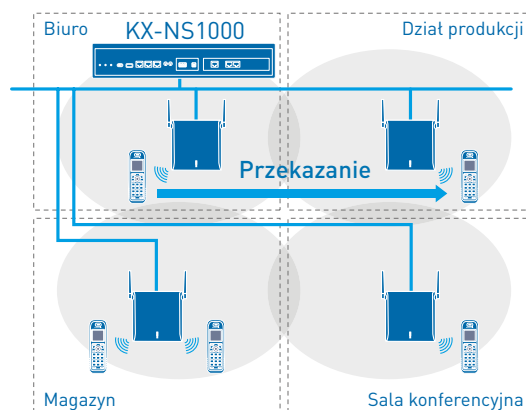 Biuro
KX-NS1000
Dział produkcji
Przekazanie
Magazyn
Sala konferencyjna